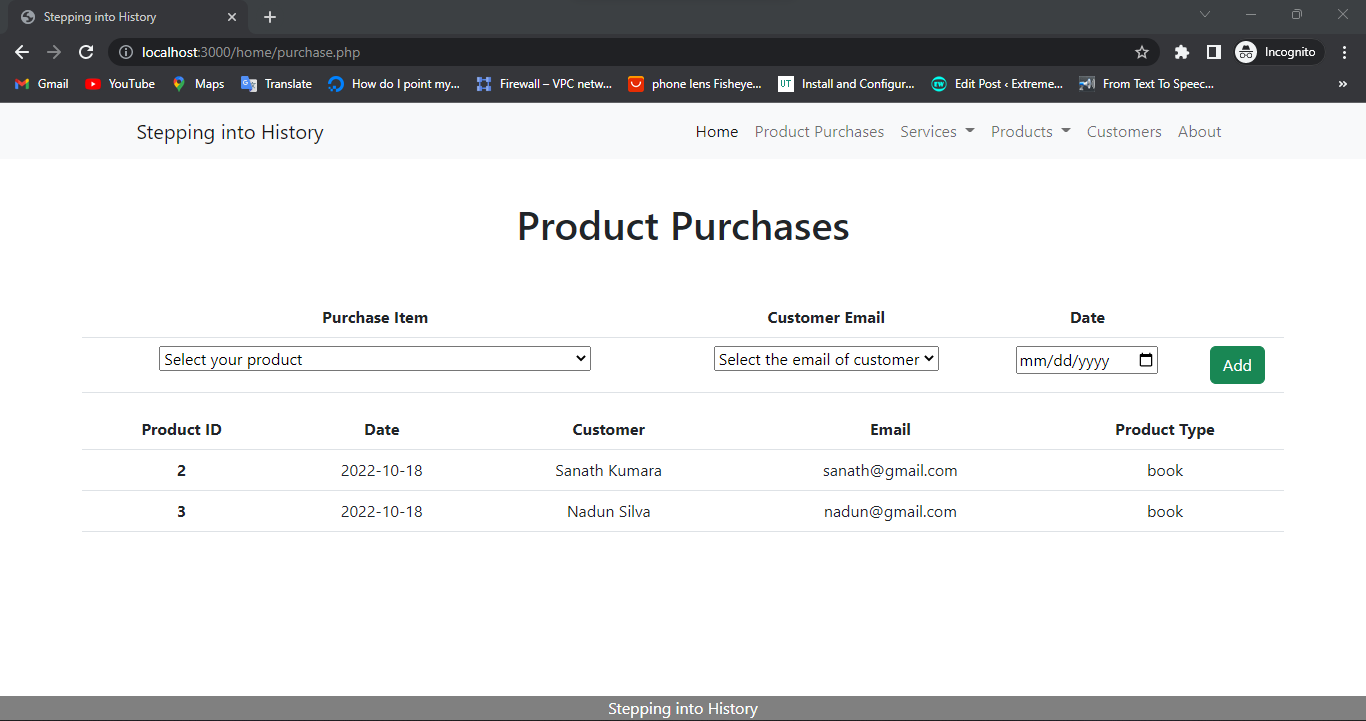 Stepping into History
localhost:3000/home/purchase.php Incognito
Gmail YouTube Maps Translate How do I point my... Firewall – VPC netw... phone lens Fisheye... UT Install and Configur... EW Edit Post ‹ Extreme... From Text To Speec... »
Stepping into History Home Product Purchases Services Products Customers About
Product Purchases
Purchase Item Customer Email Date
Select your product Select the email of customer mm/dd/yyyy Add
Product ID Date Customer Email Product Type
2 2022-10-18 Sanath Kumara sanath@gmail.com book
3 2022-10-18 Nadun Silva nadun@gmail.com book
Stepping into History